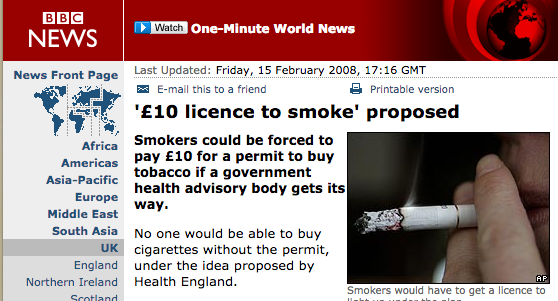 BBC
NEWS
Watch One-Minute World News
News Front Page
Africa
Americas
Asia-Pacific
Europe
Middle East
South Asia
UK
England
Northern Ireland
Scotland
Last Updated: Friday, 15 February 2008, 17:16 GMT
E-mail this to a friend
Printable version
'£10 licence to smoke' proposed
Smokers could be forced to
pay £10 for a permit to buy
tobacco if a government
health advisory body gets its
way.
No one would be able to buy
cigarettes without the permit,
under the idea proposed by
Health England.
AP
Smokers would have to get a licence to